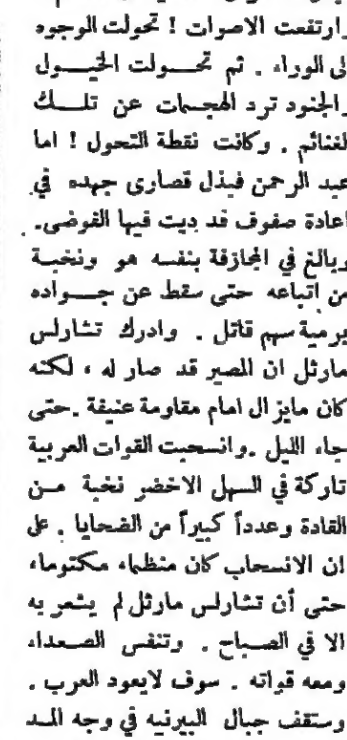 وارتفعت الاصوات ! تحولت الوجوه
الى الوراء . ثم تحولت الخيول
والجنود ترد الهجمات عن تلك
الغنائم . وكانت نقطة التحول ! اما
عبد الرحمن فبذل قصارى جهده في
اعادة صفوف قد ديت فيها الفوضى .
وبالغ في المجازفة بنفسه هو ونخبة
من اتباعه حتى سقط عن جواده
برمية سهم قاتل . وادرك تشارلس
مارتل ان المصير قد صار له ، لكنه
كان مايزال امام مقاومة عنيفة . حتى
جاء الليل . وانسحبت القوات العربية
تاركة في السهل الاخضر نخبة من
القادة وعدداً كبيراً من الضحايا . على
ان الانسحاب كان منظما، مكتوما،
حتى أن تشارلس مارتل لم يشعر به
الا في الصباح . وتنفس الصعداء
ومعه قواته . سوف لايعود العرب .
وستقف جبال البيرنيه في وجه المد